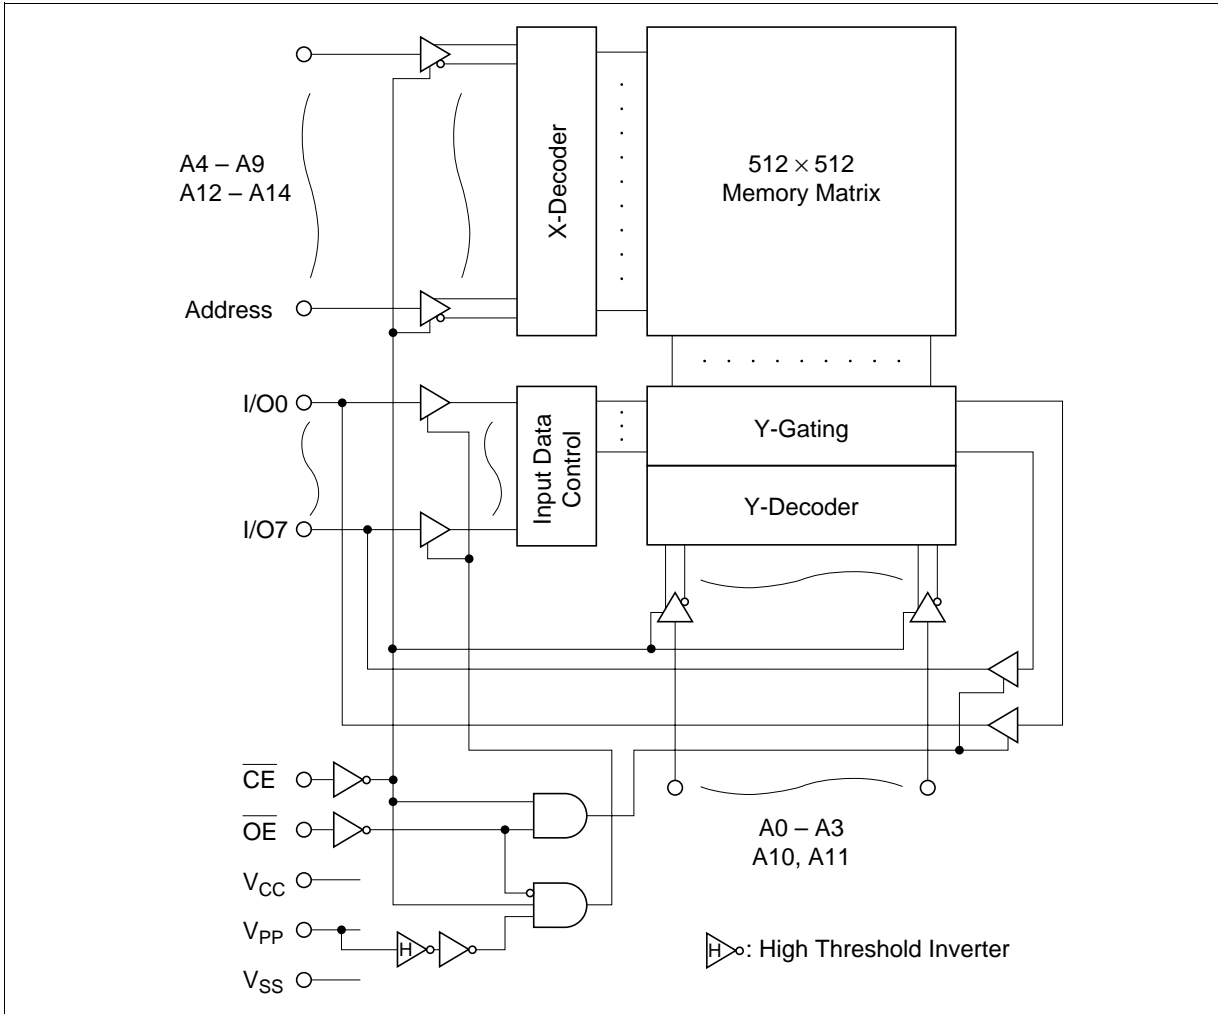 A4 – A9
A12 – A14
Address
X-Decoder
512 × 512
Memory Matrix
I/O0
I/O7
Input Data
Control
Y-Gating
Y-Decoder
A0 – A3
A10, A11
CE
OE
VCC
VPP
VSS
H
H
: High Threshold Inverter